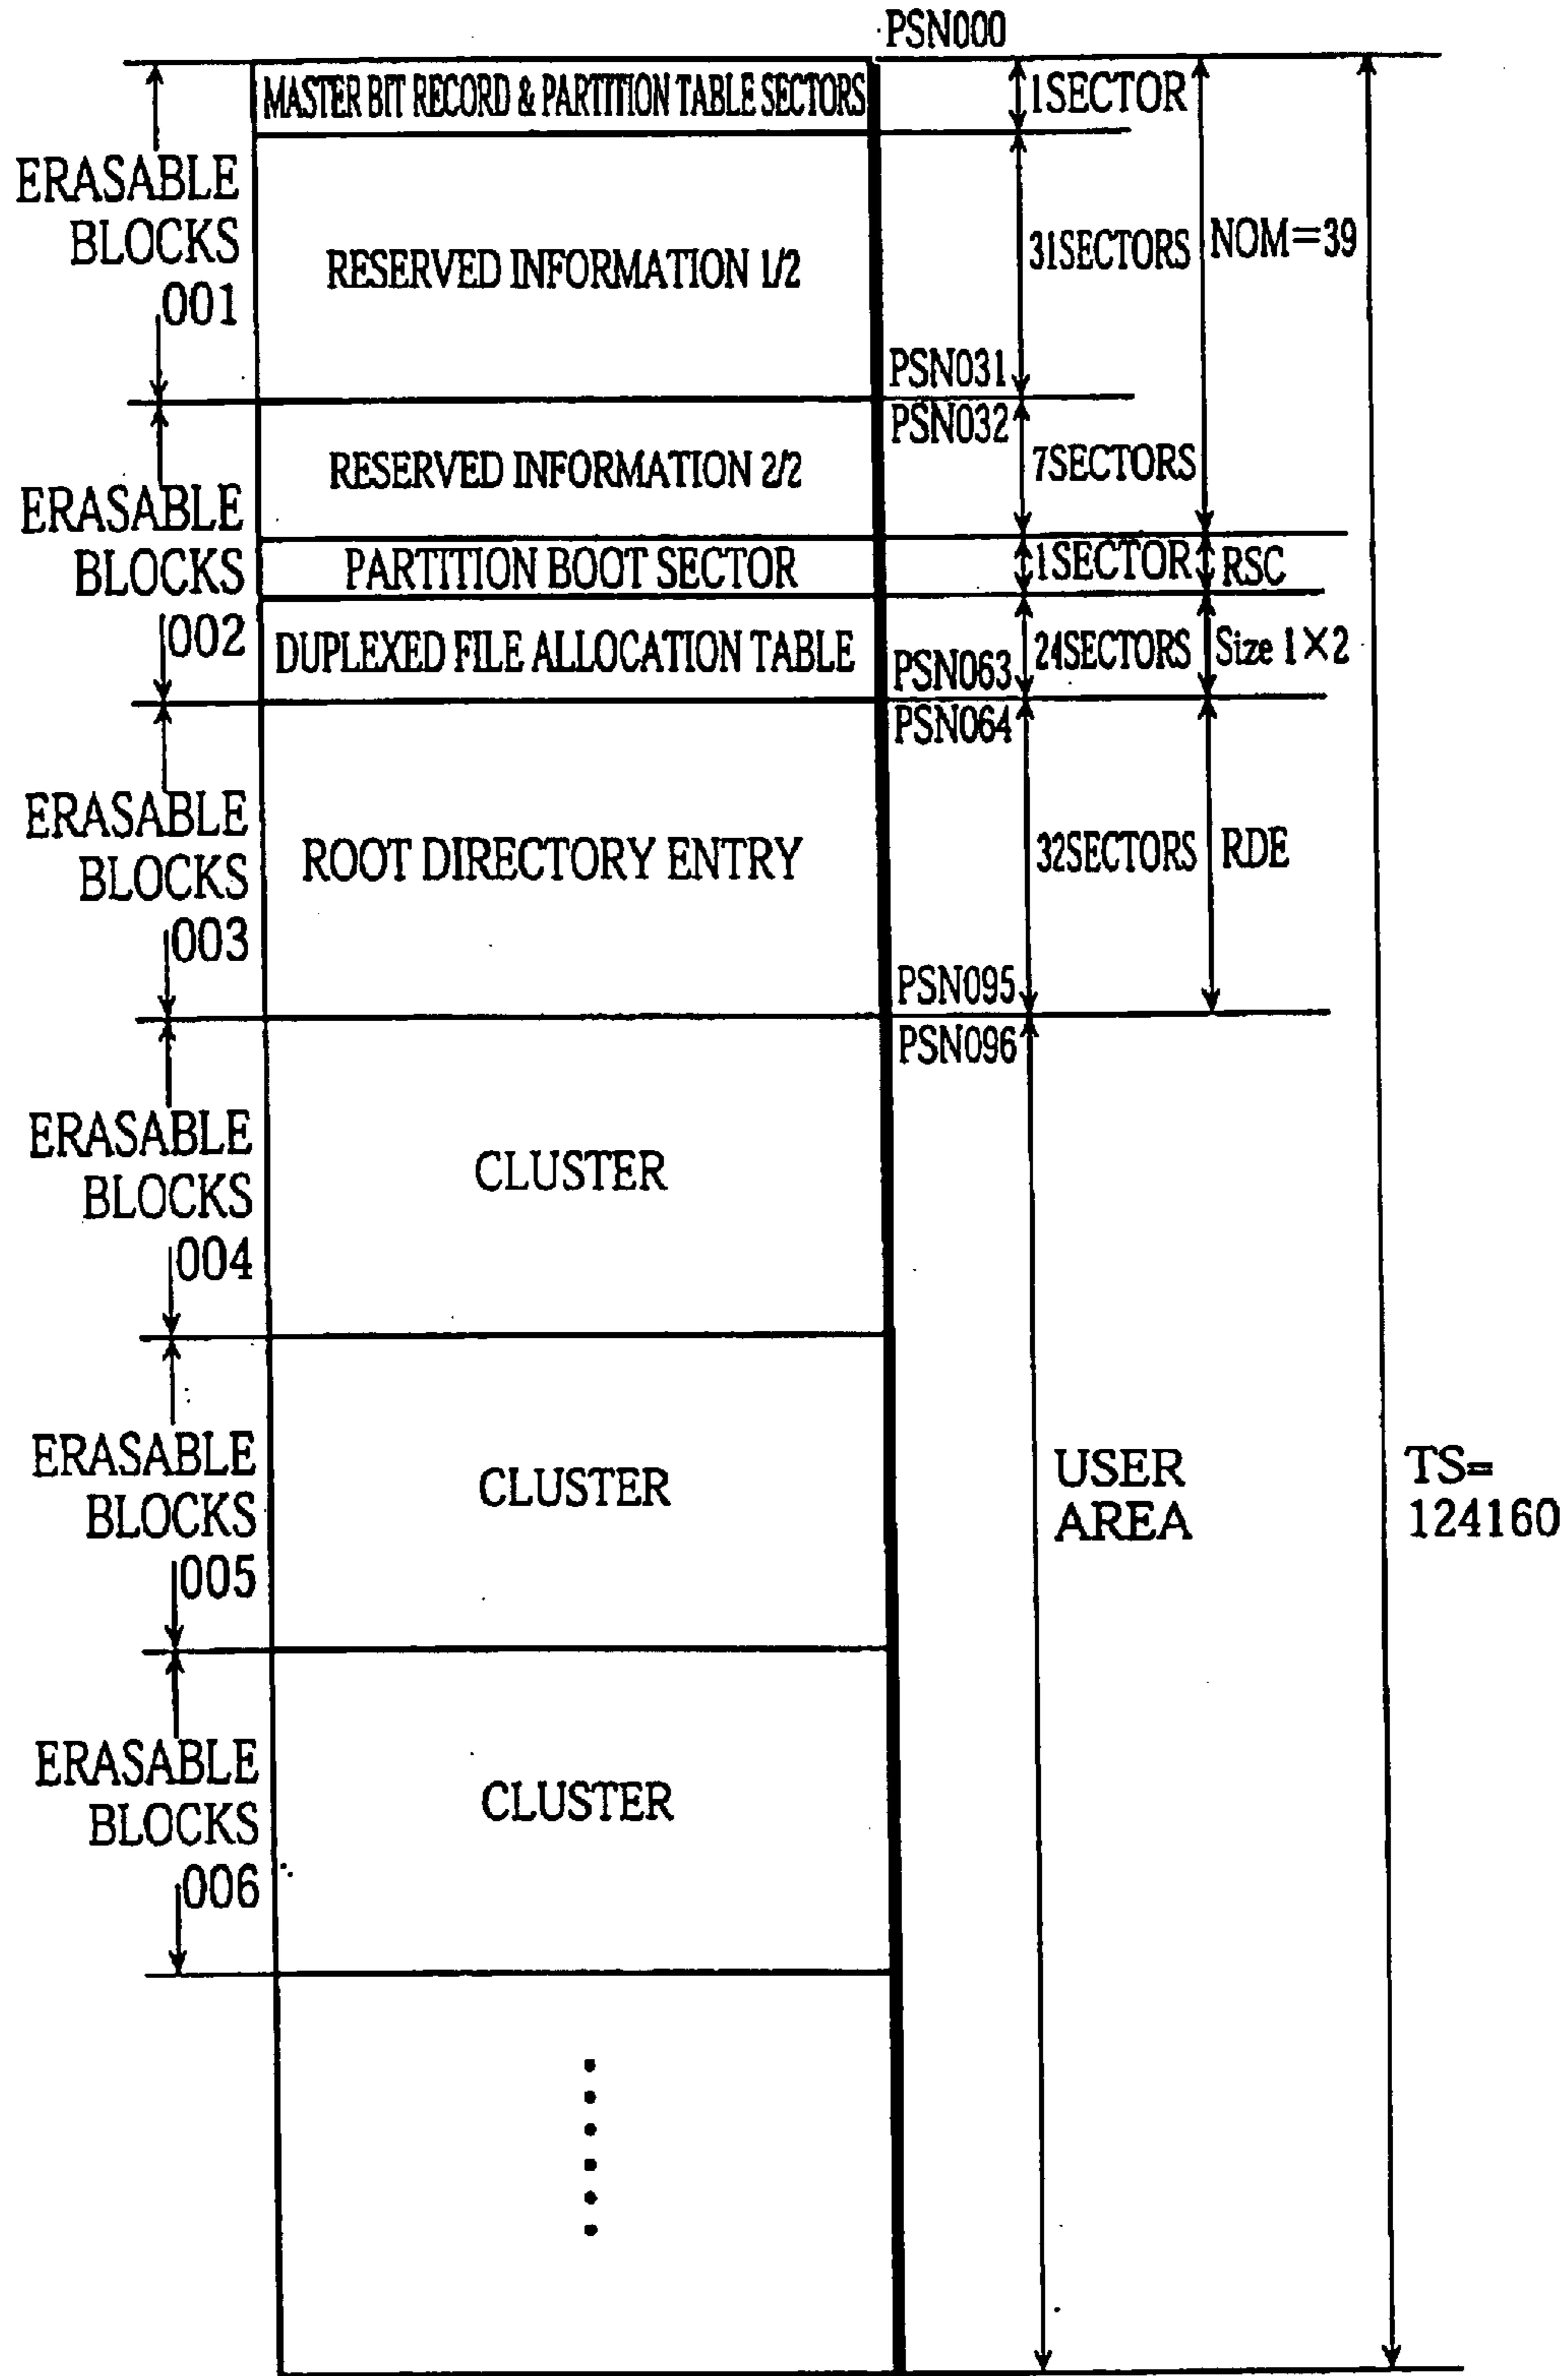 PSN000
MASTER BIT RECORD & PARTITION TABLE SECTORS
1SECTOR
ERASABLE
BLOCKS
001
RESERVED INFORMATION 1/2
31SECTORS
NOM=39
PSN031
PSN032
RESERVED INFORMATION 2/2
7SECTORS
ERASABLE
BLOCKS
002
PARTITION BOOT SECTOR
1SECTOR
RSC
DUPLEXED FILE ALLOCATION TABLE
PSN063
24SECTORS
Size 1×2
PSN064
ERASABLE
BLOCKS
003
ROOT DIRECTORY ENTRY
32SECTORS
RDE
PSN095
PSN096
ERASABLE
BLOCKS
004
CLUSTER
ERASABLE
BLOCKS
005
CLUSTER
USER
AREA
TS=
124160
ERASABLE
BLOCKS
006
CLUSTER